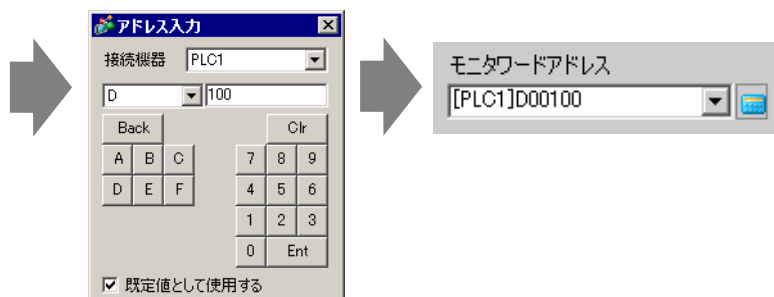 アドレス入力
接続機器 PLC1
D 100
Back Clr
A B C 7 8 9
D E F 4 5 6
1 2 3
0 Ent
既定値として使用する
モニタワードアドレス
[PLC1]D00100